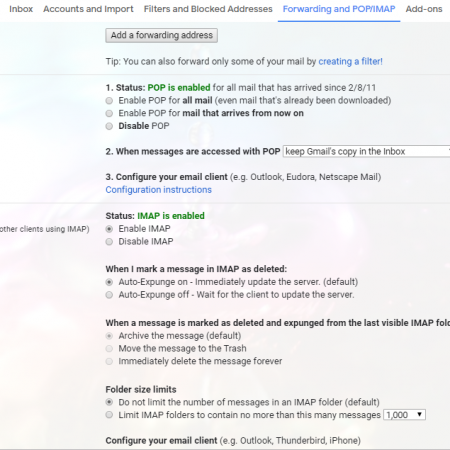 Inbox Accounts and Import Filters and Blocked Addresses Forwarding and POP/IMAP Add-ons
Add a forwarding address
Tip: You can also forward only some of your mail by creating a filter!
1. Status: POP is enabled for all mail that has arrived since 2/8/11
Enable POP for all mail (even mail that's already been downloaded)
Enable POP for mail that arrives from now on
Disable POP
2. When messages are accessed with POP keep Gmail's copy in the Inbox
3. Configure your email client (e.g. Outlook, Eudora, Netscape Mail)
Configuration instructions
Status: IMAP is enabled
other clients using IMAP) Enable IMAP
Disable IMAP
When I mark a message in IMAP as deleted:
Auto-Expunge on - Immediately update the server. (default)
Auto-Expunge off - Wait for the client to update the server.
When a message is marked as deleted and expunged from the last visible IMAP fol
Archive the message (default)
Move the message to the Trash
Immediately delete the message forever
Folder size limits
Do not limit the number of messages in an IMAP folder (default)
Limit IMAP folders to contain no more than this many messages 1,000
Configure your email client (e.g. Outlook, Thunderbird, iPhone)